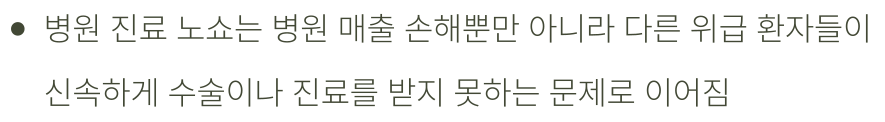 ● 병원 진료 노쇼는 병원 매출 손해뿐만 아니라 다른 위급 환자들이
신속하게 수술이나 진료를 받지 못하는 문제로 이어짐